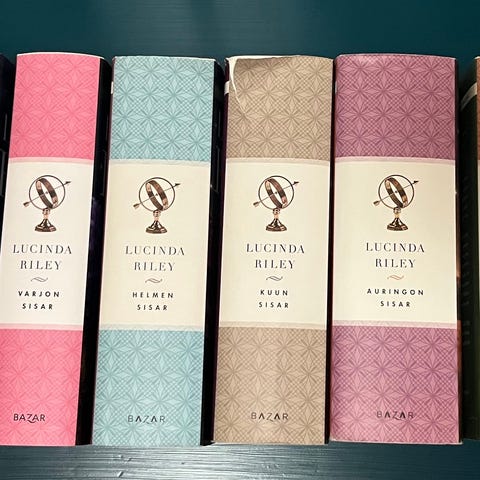 LUCINDA
RILEY
VARJON
SISAR
BAZAR
LUCINDA
RILEY
HELMEN
SISAR
BAZAR
LUCINDA
RILEY
KUUN
SISAR
BAZAR
LUCINDA
RILEY
AURINGON
SISAR
BAZAR